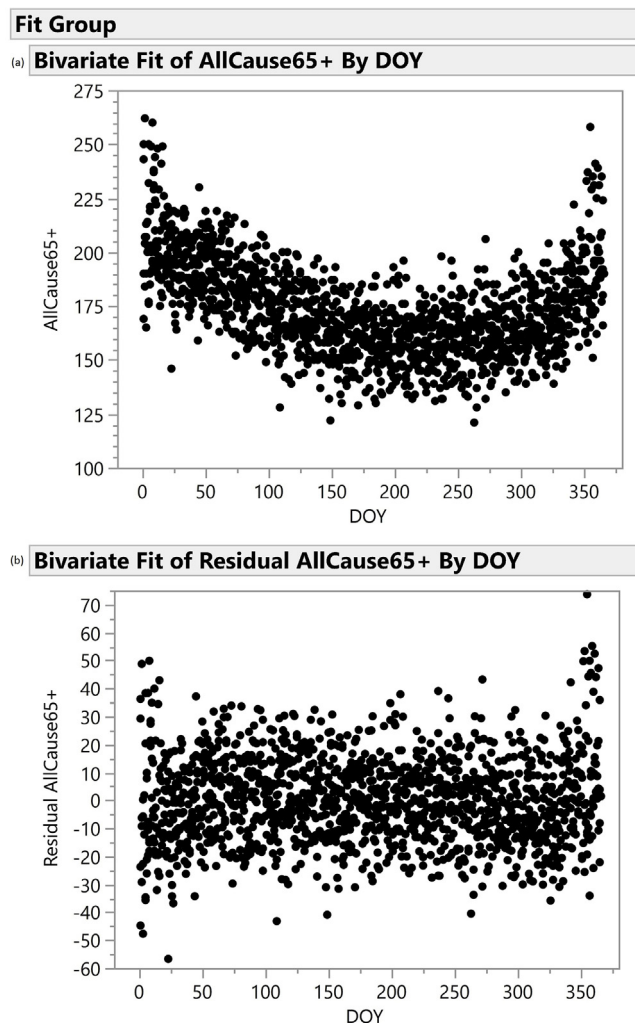 Fit Group
(a) Bivariate Fit of AllCause65+ By DOY
275
250
225
200
175
150
125
100
AllCause65+
0 50 100 150 200 250 300 350
DOY
(b) Bivariate Fit of Residual AllCause65+ By DOY
70
60
50
40
30
20
10
0
-10
-20
-30
-40
-50
-60
Residual AllCause65+
0 50 100 150 200 250 300 350
DOY